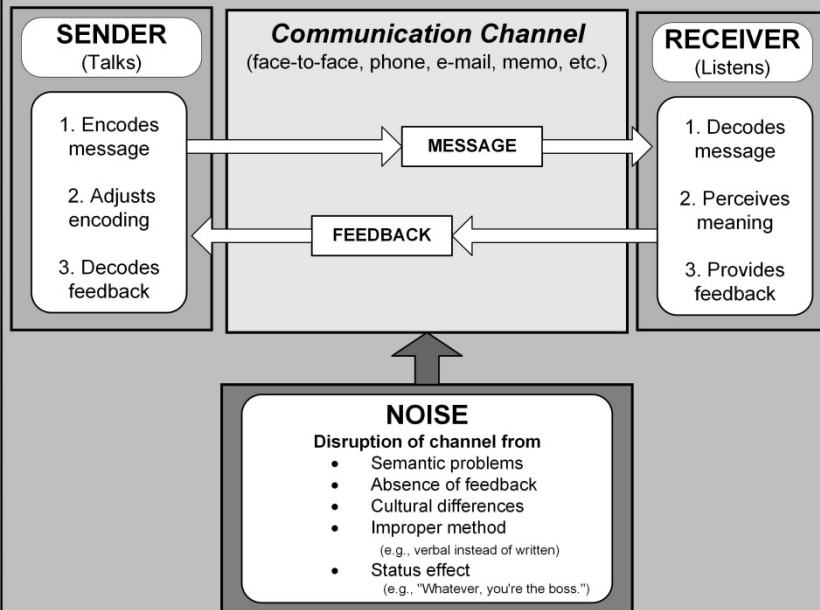 SENDER
(Talks)
1. Encodes
message
2. Adjusts
encoding
3. Decodes
feedback
Communication Channel
(face-to-face, phone, e-mail, memo, etc.)
MESSAGE
FEEDBACK
RECEIVER
(Listens)
1. Decodes
message
2. Perceives
meaning
3. Provides
feedback
NOISE
Disruption of channel from
• Semantic problems
• Absence of feedback
• Cultural differences
• Improper method
(e.g., verbal instead of written)
• Status effect
(e.g., "Whatever, you're the boss.")